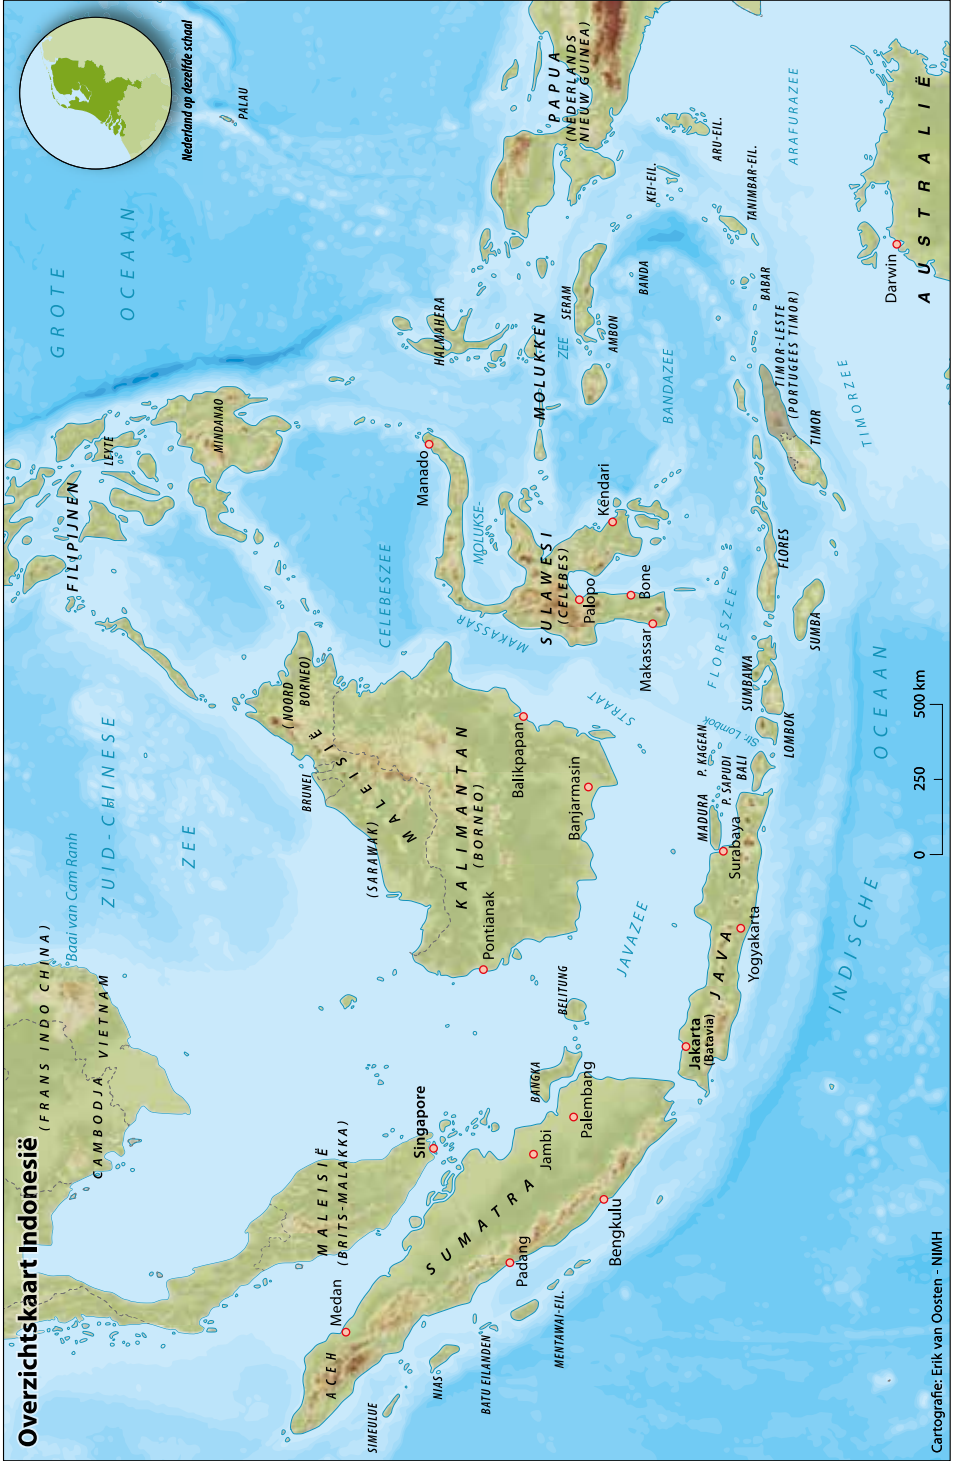 Overzichtskaart Indonesië
Nederland op dezelfde schaal
(FRANS INDO CHINA)
CAMBODJA
VIETNAM
Baai van Cam Ranh
ZUID-CHINESE
ZEE
FILIPIJNEN
LEYTE
MINDANAO
GROTE
OCEAAN
PALAU
MALEISIË
(BRITS-MALAKKA)
Singapore
BRUNEI
(NOORD
BORNEO)
MALEISIË
(SARAWAK)
KALIMANTAN
(BORNEO)
Pontianak
Balikpapan
Banjarmasin
CELEBESZEE
MAKASSAR
STRAAT
Manado
MOLUKSE-
ZEE
SULAWESI
(CELEBES)
Palopo
Kendari
Bone
Makassar
HALMAHERA
MOLUKKEN
SERAM
AMBON
BANDA
BANDAZEE
PAPUA
(NEDERLANDS
NIEUW GUINEA)
KEI-EIL.
ARU-EIL.
TANIMBAR-EIL.
ARAFURAZEE
BABAR
TIMOR-LESTE
(PORTUGEES TIMOR)
TIMOR
TIMORZEE
Darwin
AUSTRALIË
ACEH
Medan
SUMATRA
Padang
Jambi
Palembang
Bengkulu
BANGKA
BELITUNG
SIMEULUE
NIAS
BATU EILANDEN
MENTAWAI-EIL.
JAVAZEE
Jakarta
(Batavia)
JAVA
Yogyakarta
Surabaya
MADURA
P. KAGEAN
P. SAPUDI
BALI
Str. Lombok
LOMBOK
SUMBAWA
FLORESZEE
FLORES
SUMBA
INDISCHE
OCEAAN
0
250
500 km
Cartografie: Erik van Oosten - NIMH